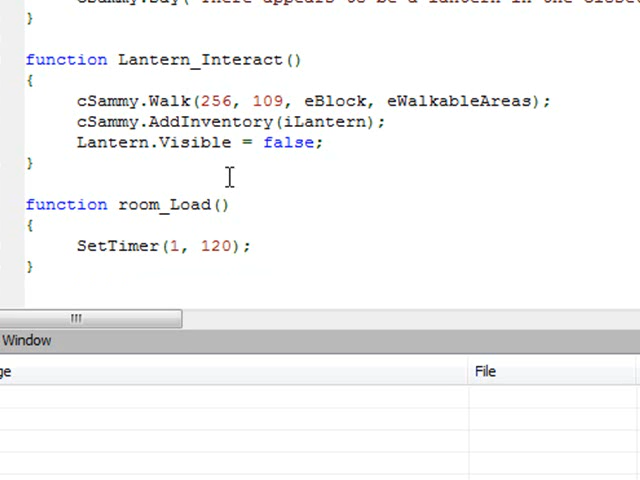 }
function Lantern_Interact()
{
cSammy.Walk(256, 109, eBlock, eWalkableAreas);
cSammy.AddInventory(iLantern);
Lantern.Visible = false;
}
function room_Load()
{
SetTimer(1, 120);
}
Window
ge
File